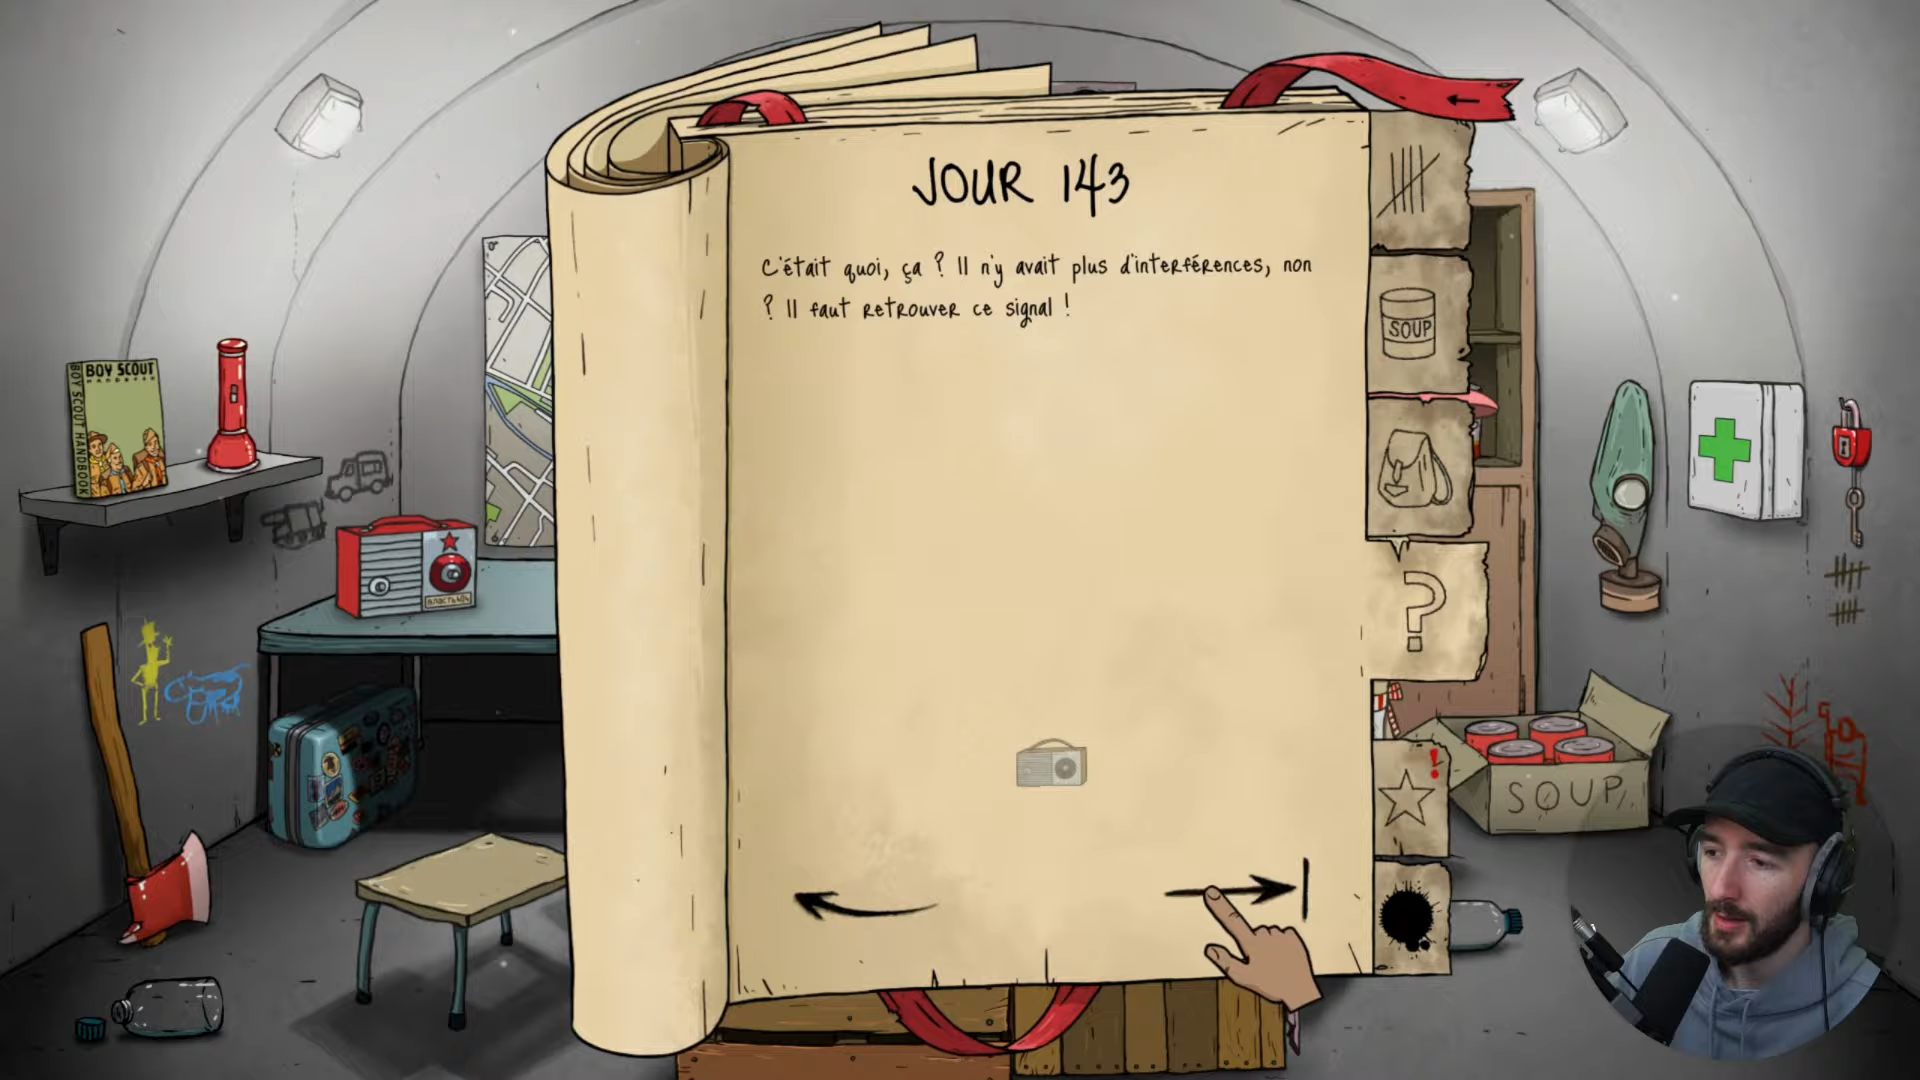 JOUR 143
C'était quoi, ça ? Il n'y avait plus d'interférences, non
? Il faut retrouver ce signal !
SOUP
BOY SCOUT
HANDBOOK
BOY SCOUT HANDBOOK
SOUP